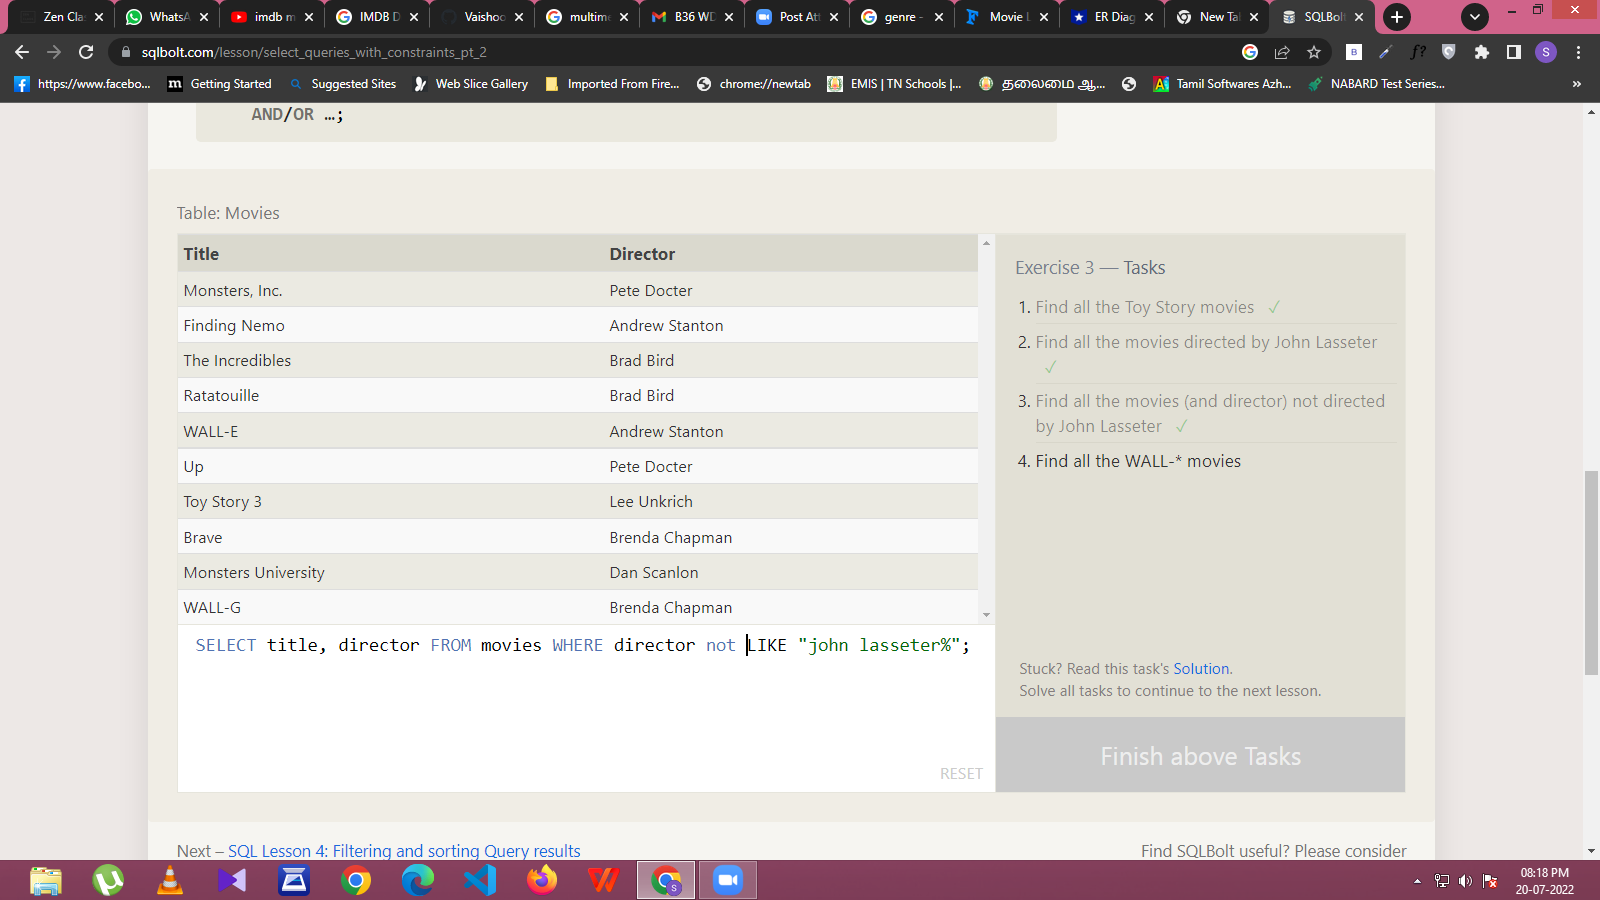 Zen Clas
WhatsA
imdb m
IMDB D
Vaishoo
multime
B36 WD
Post Att
genre -
Movie L
ER Diag
New Tab
SQLBolt
sqlbolt.com/lesson/select_queries_with_constraints_pt_2
https://www.facebo...
Getting Started
Suggested Sites
Web Slice Gallery
Imported From Fire...
chrome://newtab
EMIS | TN Schools |...
தலைமை ஆ...
Tamil Softwares Azh...
NABARD Test Series...
»
AND/OR …;
Table: Movies
Title Director
Monsters, Inc. Pete Docter
Finding Nemo Andrew Stanton
The Incredibles Brad Bird
Ratatouille Brad Bird
WALL-E Andrew Stanton
Up Pete Docter
Toy Story 3 Lee Unkrich
Brave Brenda Chapman
Monsters University Dan Scanlon
WALL-G Brenda Chapman
SELECT title, director FROM movies WHERE director not LIKE "john lasseter%";
RESET
Exercise 3 — Tasks
1. Find all the Toy Story movies ✓
2. Find all the movies directed by John Lasseter
✓
3. Find all the movies (and director) not directed
by John Lasseter ✓
4. Find all the WALL-* movies
Stuck? Read this task's Solution.
Solve all tasks to continue to the next lesson.
Finish above Tasks
Next – SQL Lesson 4: Filtering and sorting Query results
Find SQLBolt useful? Please consider
08:18 PM
20-07-2022